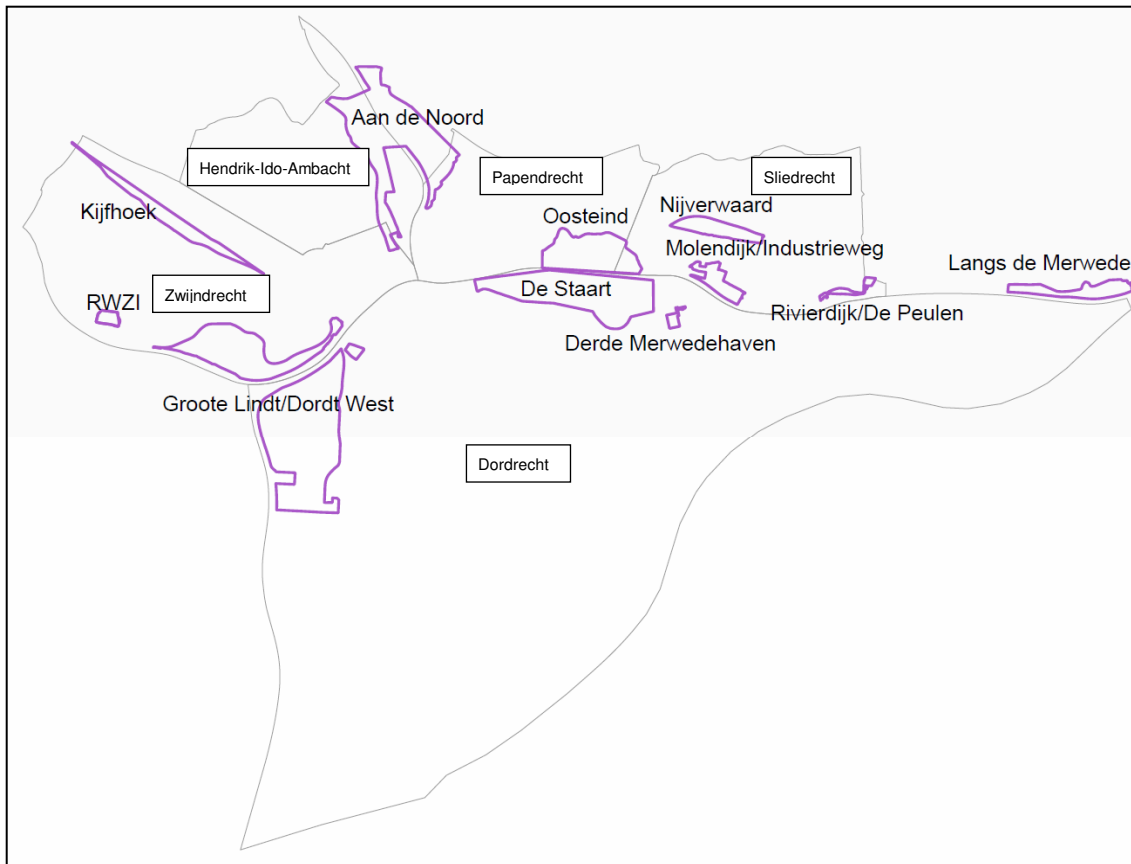 Aan de Noord
Hendrik-Ido-Ambacht
Papendrecht
Sliedrecht
Kijfhoek
Oosteind
Nijverwaard
Molendijk/Industrieweg
Langs de Merwede
RWZI
Zwijndrecht
De Staart
Rivierdijk/De Peulen
Derde Merwedehaven
Groote Lindt/Dordt West
Dordrecht